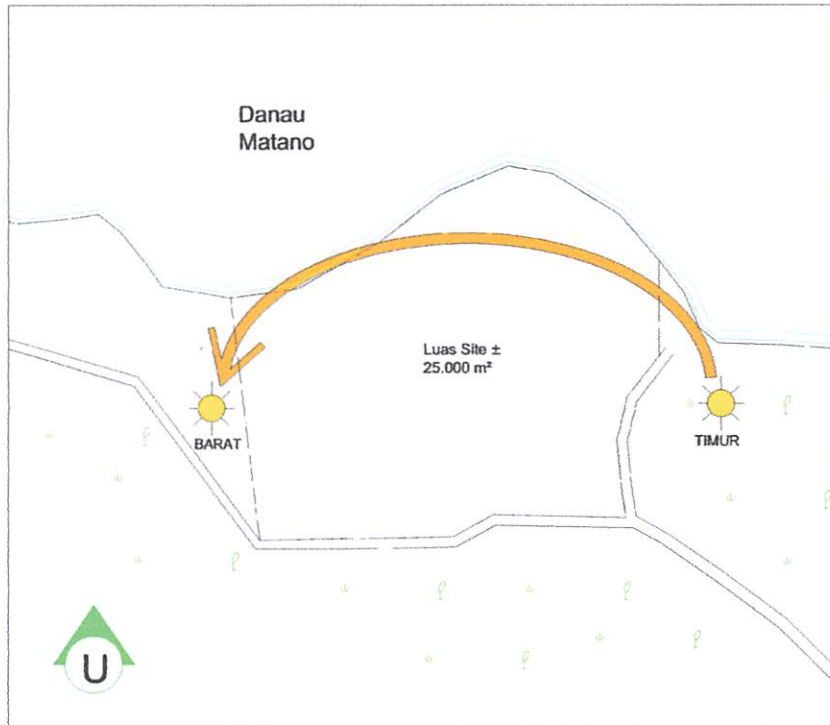 Danau
Matano
Luas Site ±
25.000 m²
BARAT
TIMUR
U